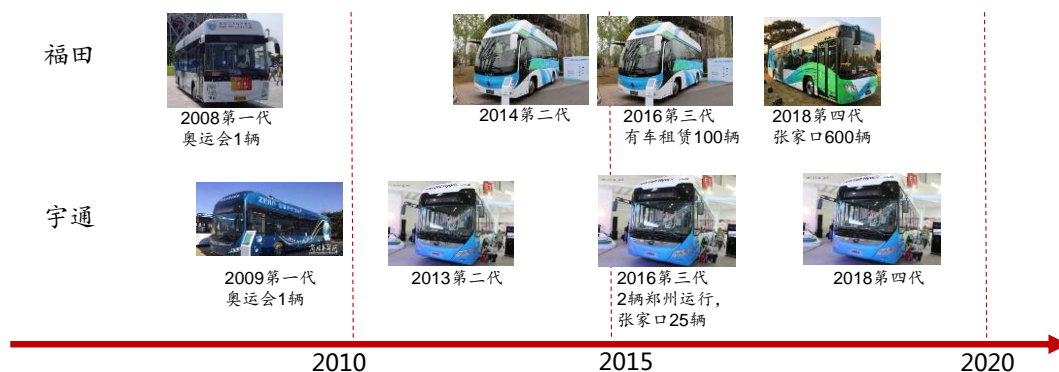 福田
2008第一代
奥运会1辆
2014第二代
2016第三代
有车租赁100辆
2018第四代
张家口600辆
宇通
ZERO
2009第一代
奥运会1辆
2013第二代
2016第三代
2辆郑州运行，
张家口25辆
2018第四代
2010
2015
2020